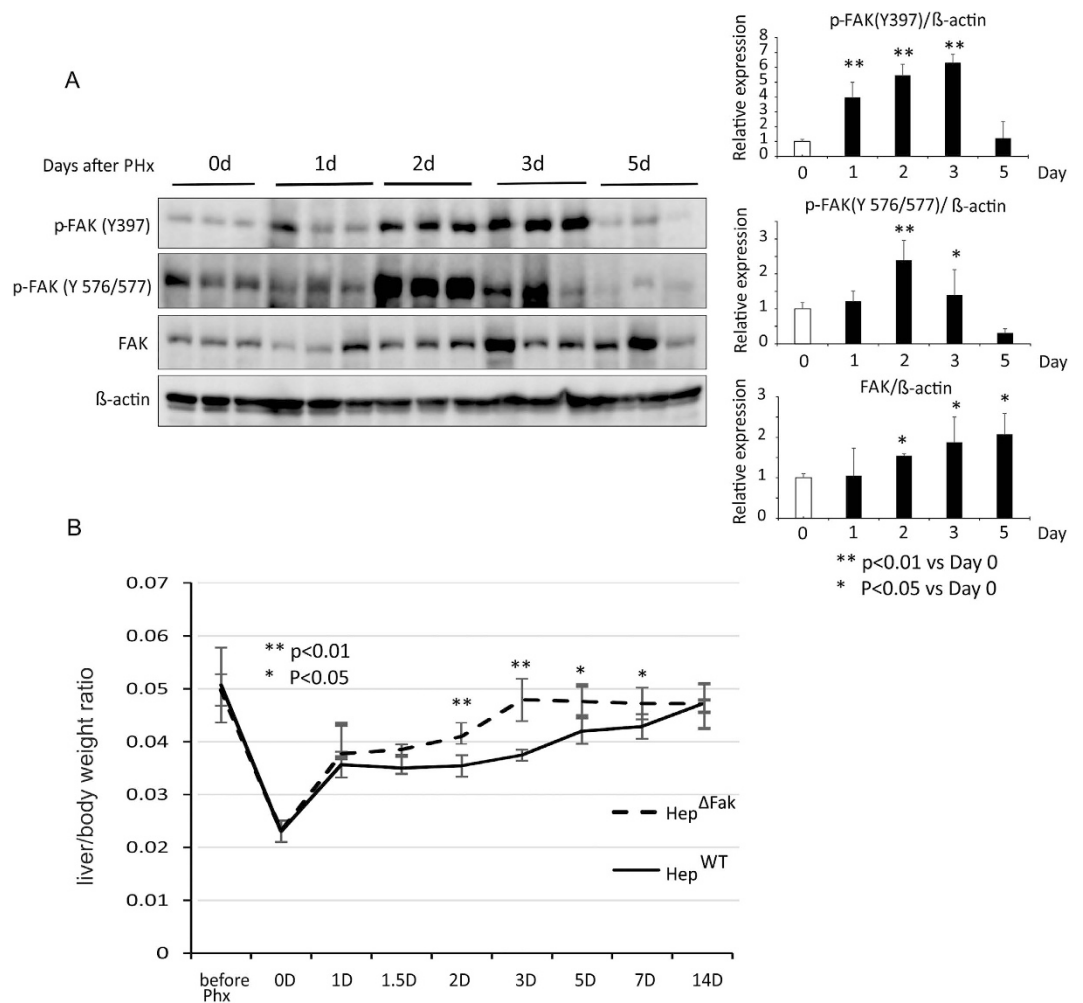 A
Days after PHx 0d 1d 2d 3d 5d
p-FAK (Y397)
p-FAK (Y 576/577)
FAK
ß-actin
p-FAK(Y397)/ß-actin
Relative expression
8
7
6
5
4
2
1
0
** ** **
0 1 2 3 5 Day
p-FAK(Y 576/577)/ ß-actin
Relative expression
3
2
1
0
** *
0 1 2 3 5 Day
FAK/ß-actin
Relative expression
3
2
1
0
* * *
0 1 2 3 5 Day
** p<0.01 vs Day 0
* P<0.05 vs Day 0
B
liver/body weight ratio
0.07
0.06
0.05
0.04
0.03
0.02
0.01
0
** p<0.01
* P<0.05
** ** * *
Hep ΔFak
Hep WT
before Phx 0D 1D 1.5D 2D 3D 5D 7D 14D